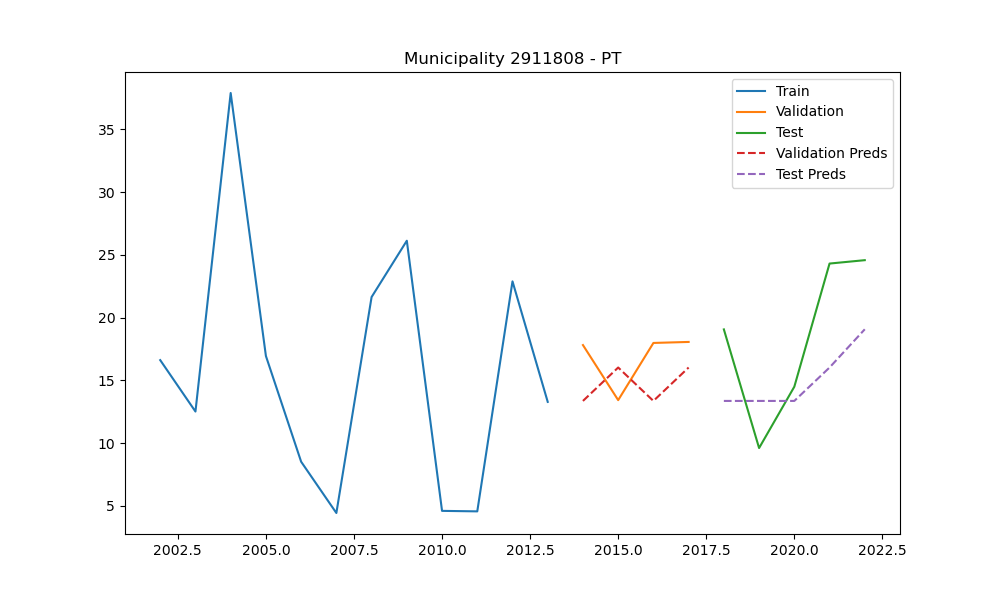 Municipality 2911808 - PT
Train
Validation
Test
Validation Preds
Test Preds
35
30
25
20
15
10
5
2002.5 2005.0 2007.5 2010.0 2012.5 2015.0 2017.5 2020.0 2022.5